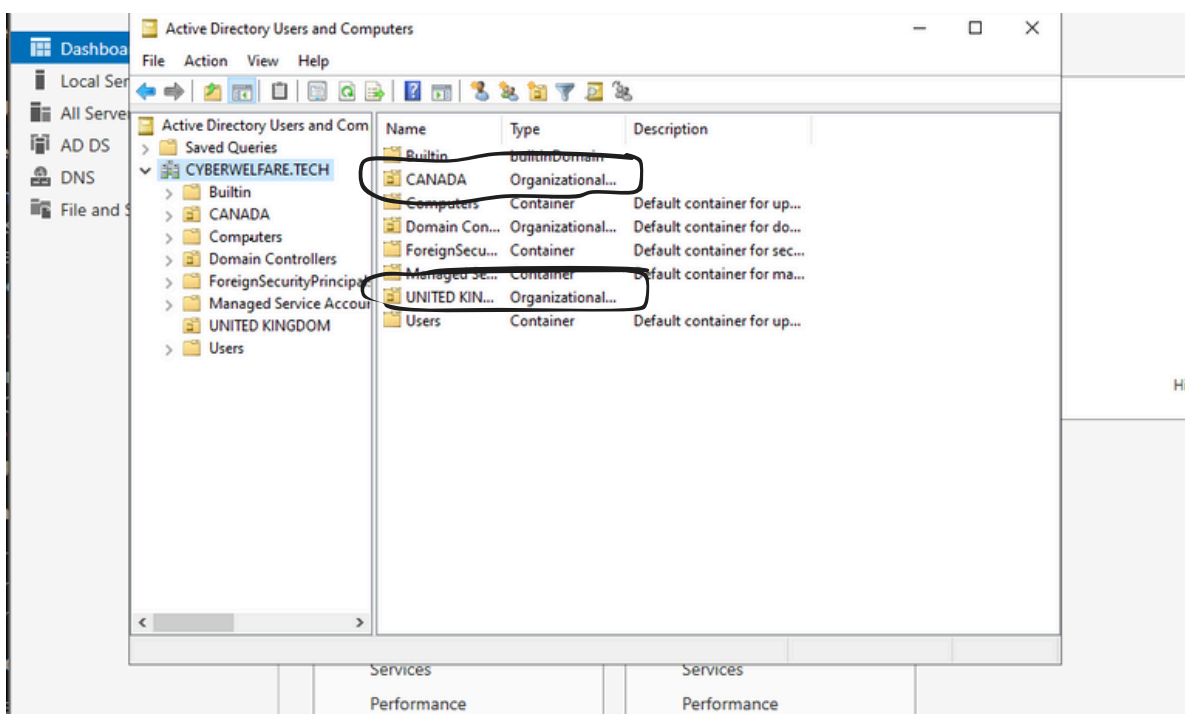 Active Directory Users and Computers
File Action View Help
Dashboa
Local Ser
All Server
AD DS
DNS
File and S
Active Directory Users and Com
Saved Queries
CYBERWELFARE.TECH
Builtin
CANADA
Computers
Domain Controllers
ForeignSecurityPrincipal
Managed Service Accour
UNITED KINGDOM
Users
Name Type Description
Builtin builtinDomain
CANADA Organizational...
Computers Container Default container for up...
Domain Con... Organizational... Default container for do...
ForeignSecu... Container Default container for sec...
Managed Se... Container Default container for ma...
UNITED KIN... Organizational...
Users Container Default container for up...
Hi
Services Services
Performance Performance